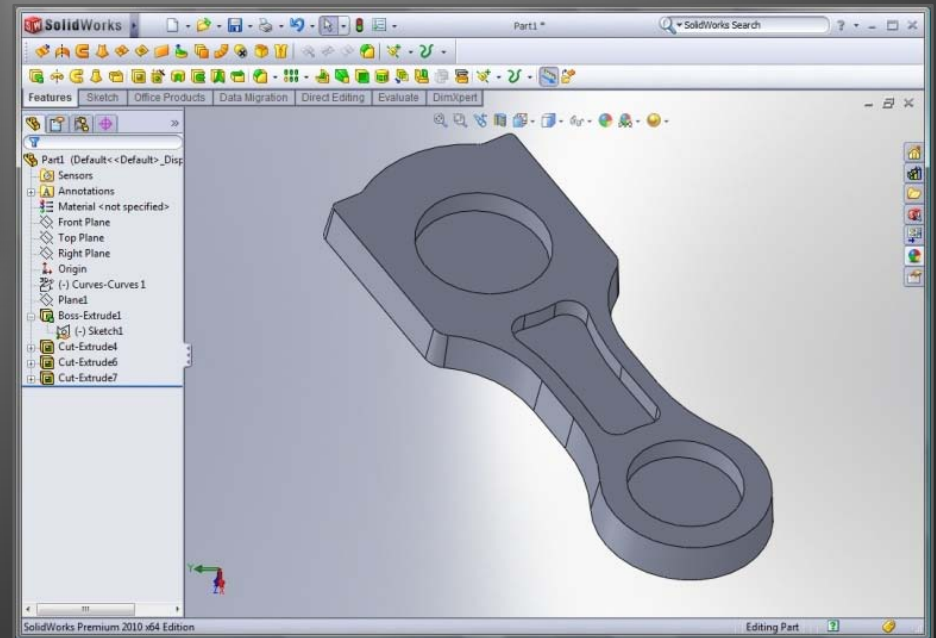 SolidWorks
Part1 *
SolidWorks Search
Features Sketch Office Products Data Migration Direct Editing Evaluate DimXpert
Part1 (Default<<Default>_Disp
Sensors
Annotations
Material <not specified>
Front Plane
Top Plane
Right Plane
Origin
(-) Curves-Curves1
Plane1
Boss-Extrude1
(-) Sketch1
Cut-Extrude4
Cut-Extrude6
Cut-Extrude7
Y
SolidWorks Premium 2010 x64 Edition
Editing Part